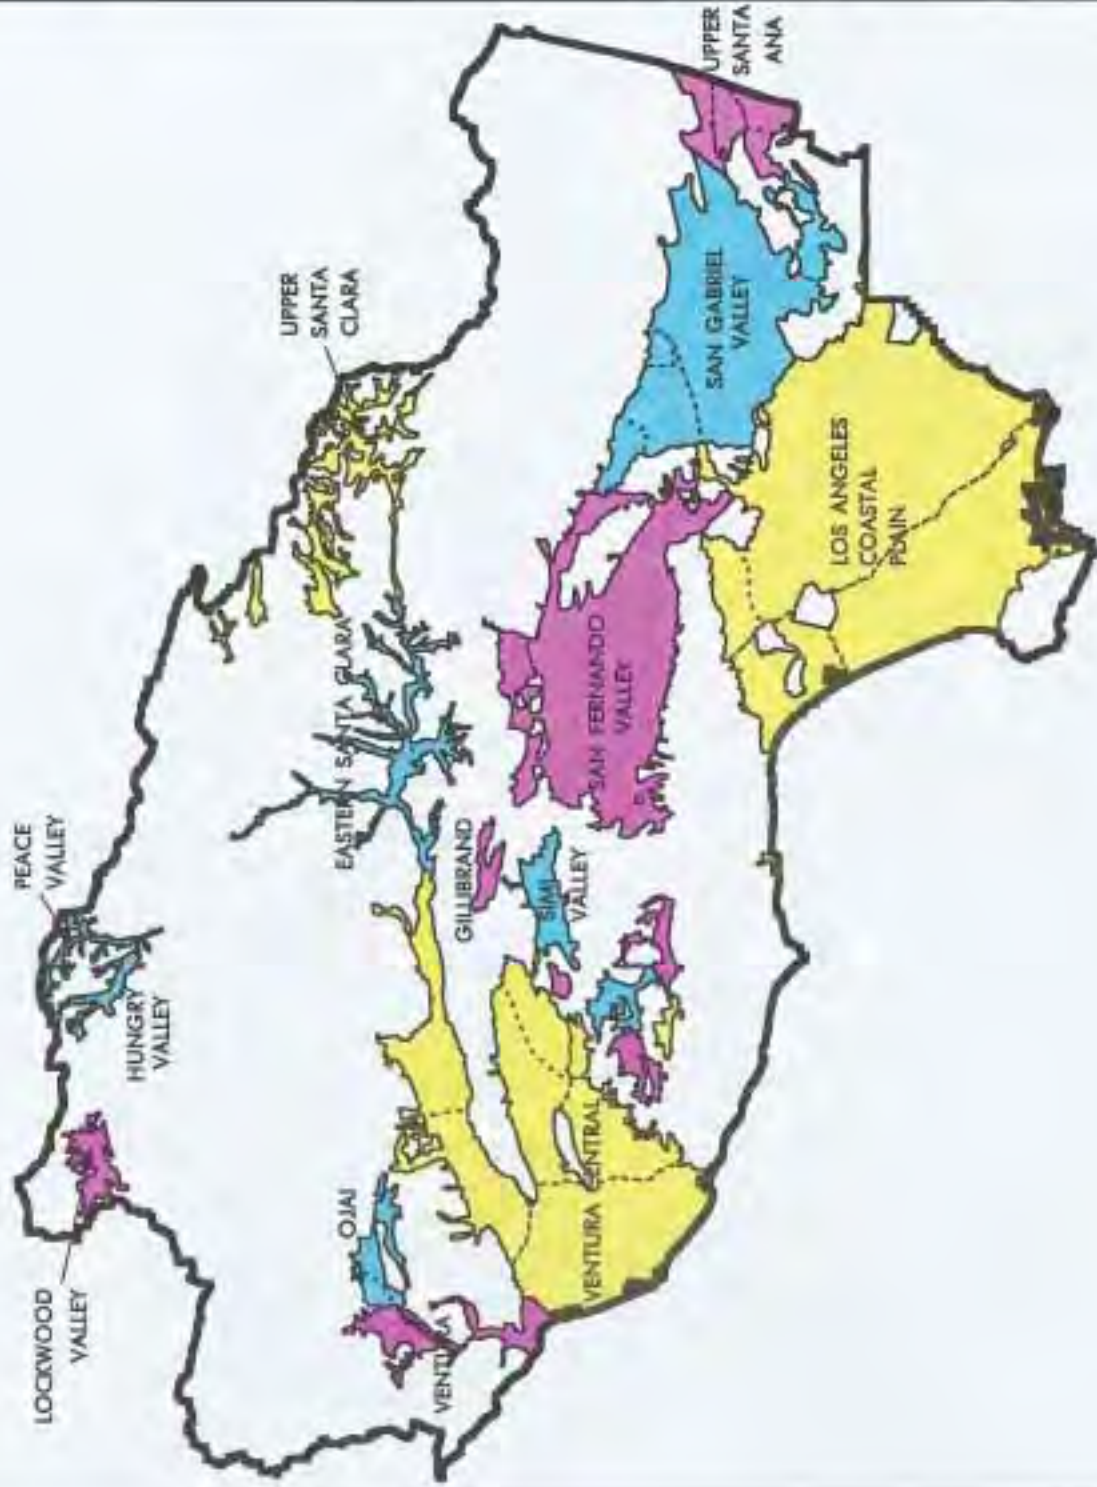 LOCKWOOD
VALLEY
PEACE
VALLEY
HUNGRY
VALLEY
UPPER
SANTA
CLARA
EASTERN SANTA CLARA
OJAI
VENTURA
VENTURA CENTRAL
GILLIBRAND
SIMI
VALLEY
SAN FERNANDO
VALLEY
SAN GABRIEL
VALLEY
UPPER
SANTA
ANA
LOS ANGELES
COASTAL
PLAIN